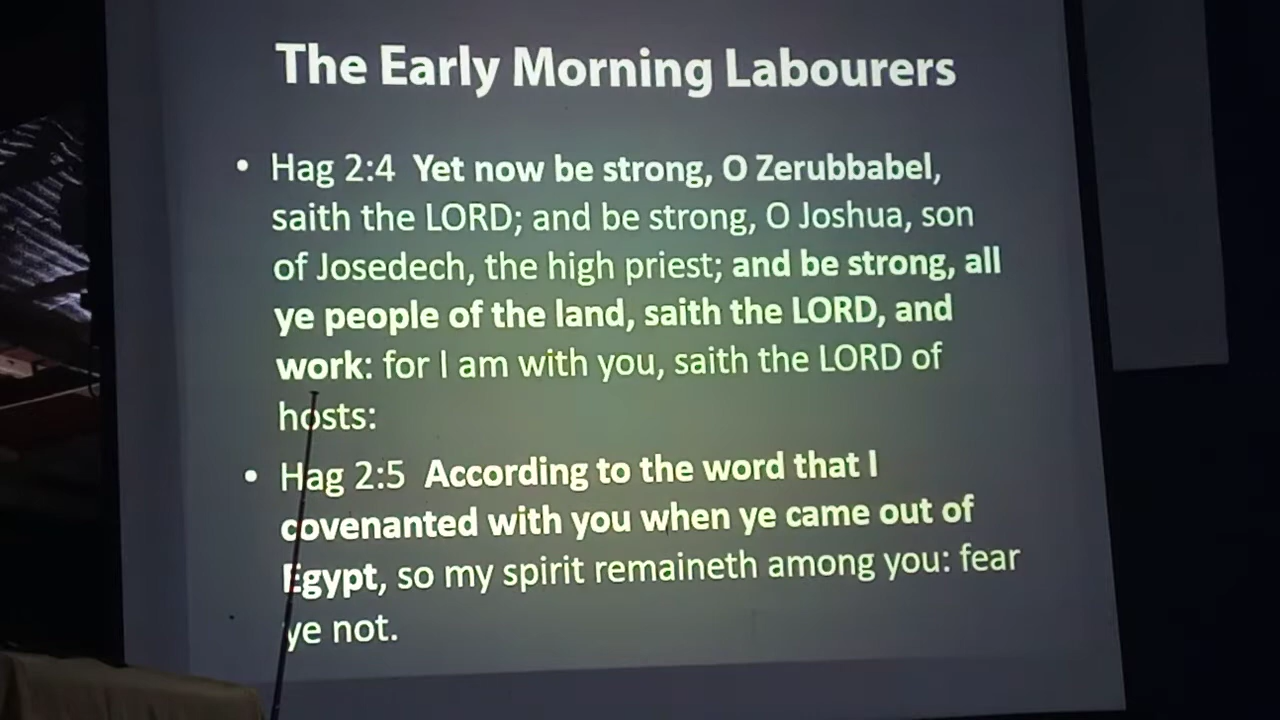 The Early Morning Labourers
• Hag 2:4 Yet now be strong, O Zerubbabel,
saith the LORD; and be strong, O Joshua, son
of Josedech, the high priest; and be strong, all
ye people of the land, saith the LORD, and
work: for I am with you, saith the LORD of
hosts:
• Hag 2:5 According to the word that I
covenanted with you when ye came out of
Egypt, so my spirit remaineth among you: fear
ye not.